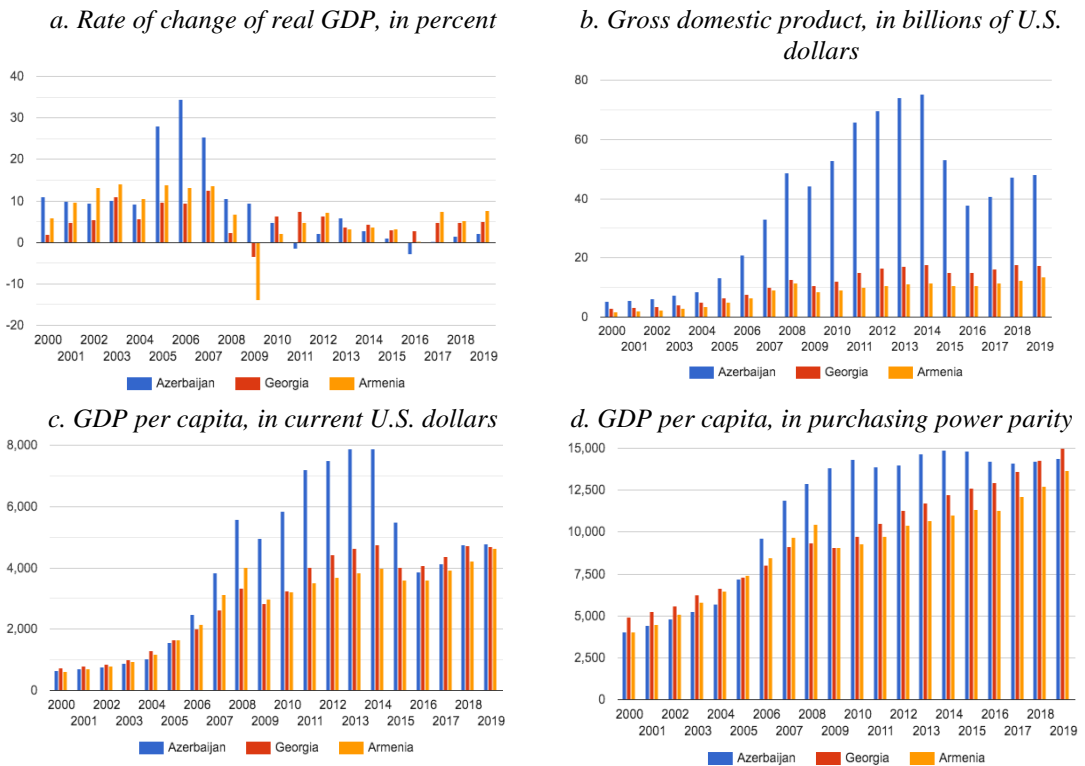 a. Rate of change of real GDP, in percent
40
30
20
10
0
-10
-20
2000 2002 2004 2006 2008 2010 2012 2014 2016 2018
2001 2003 2005 2007 2009 2011 2013 2015 2017 2019
Azerbaijan Georgia Armenia
b. Gross domestic product, in billions of U.S.
dollars
80
60
40
20
0
2000 2002 2004 2006 2008 2010 2012 2014 2016 2018
2001 2003 2005 2007 2009 2011 2013 2015 2017 2019
Azerbaijan Georgia Armenia
c. GDP per capita, in current U.S. dollars
8,000
6,000
4,000
2,000
0
2000 2002 2004 2006 2008 2010 2012 2014 2016 2018
2001 2003 2005 2007 2009 2011 2013 2015 2017 2019
Azerbaijan Georgia Armenia
d. GDP per capita, in purchasing power parity
15,000
12,500
10,000
7,500
5,000
2,500
0
2000 2002 2004 2006 2008 2010 2012 2014 2016 2018
2001 2003 2005 2007 2009 2011 2013 2015 2017 2019
Azerbaijan Georgia Armenia